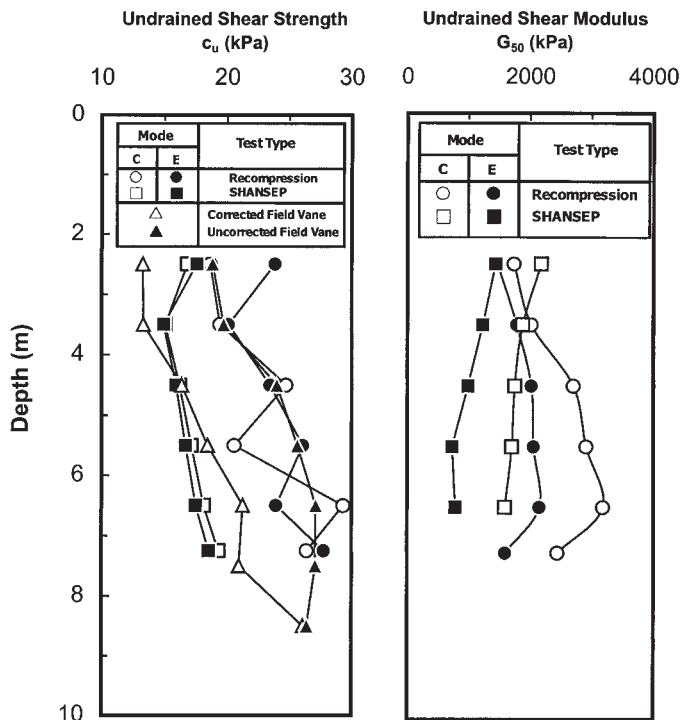 Undrained Shear Strength
cu (kPa)
10 20 30
Undrained Shear Modulus
G50 (kPa)
0 2000 4000
Depth (m)
0
2
4
6
8
10
Mode Test Type
C E
Recompression
SHANSEP
Corrected Field Vane
Uncorrected Field Vane
Mode Test Type
C E
Recompression
SHANSEP